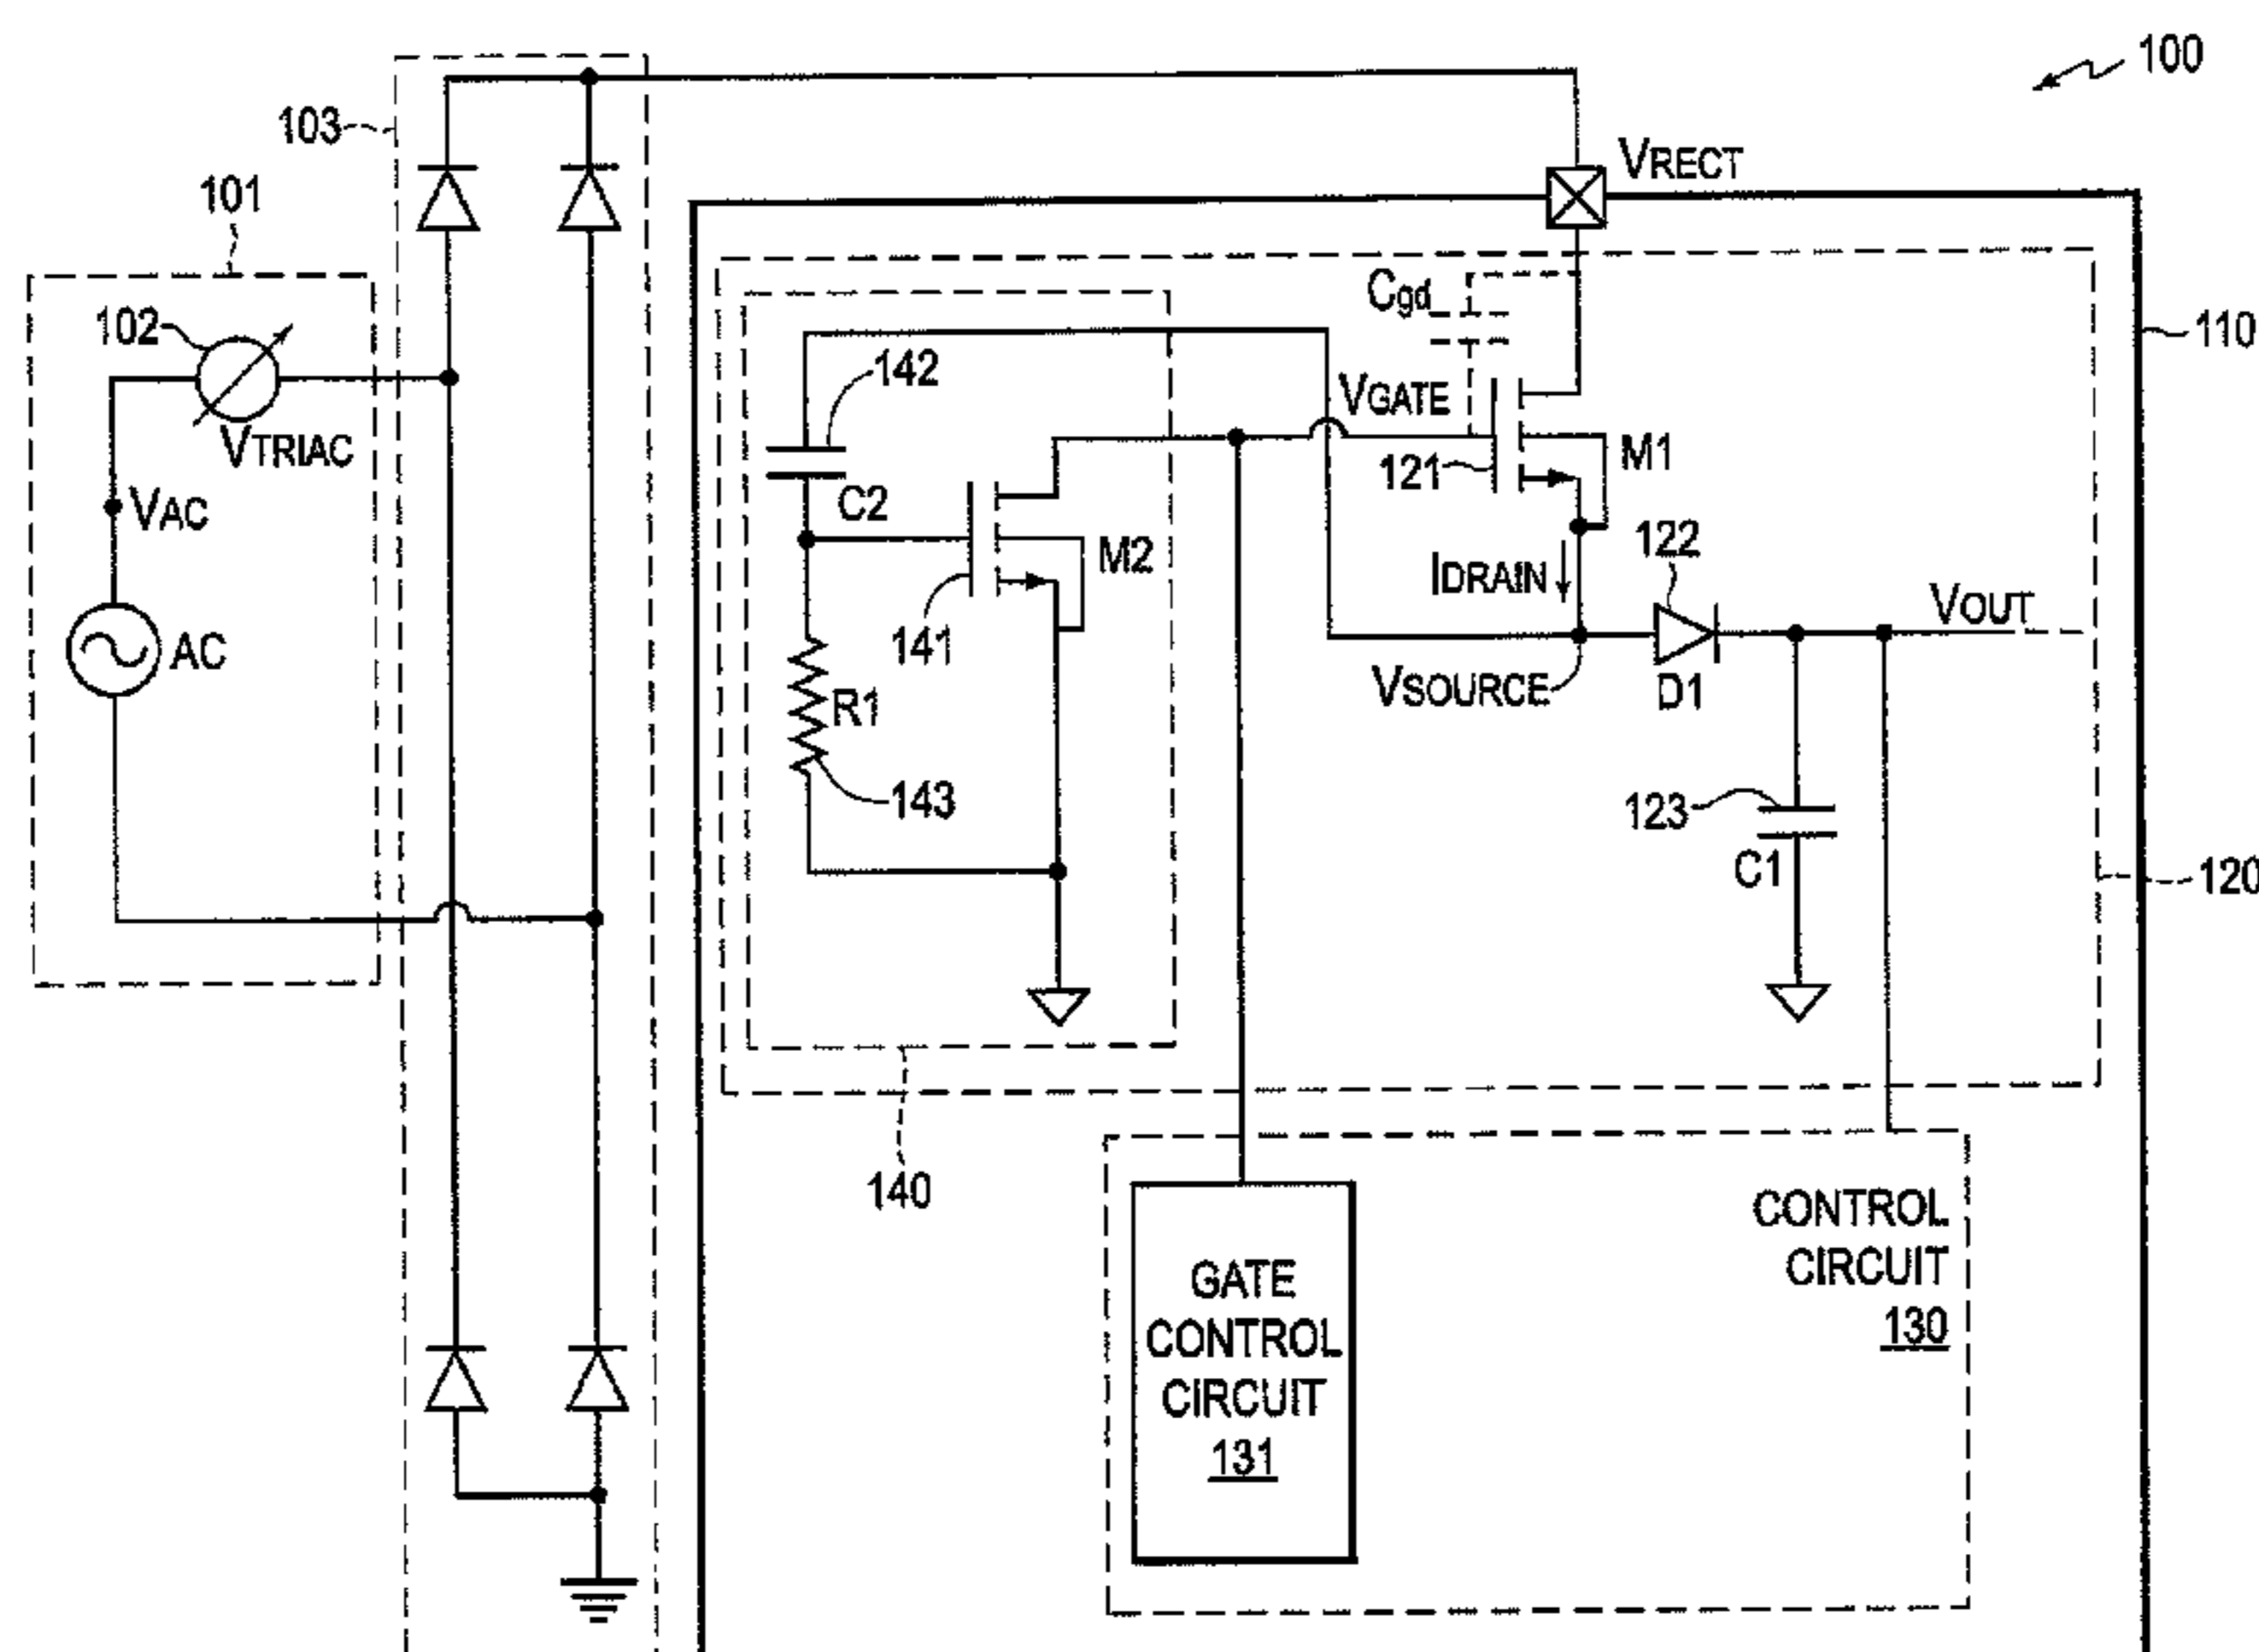 100
103
VRECT
101
Cgd
102
110
142
VGATE
VTRIAC
M1
121
VAC
C2
122
M2
IDRAIN
VOUT
AC
141
R1
VSOURCE
D1
143
123
C1
120
140
CONTROL
CIRCUIT
130
GATE
CONTROL
CIRCUIT
131